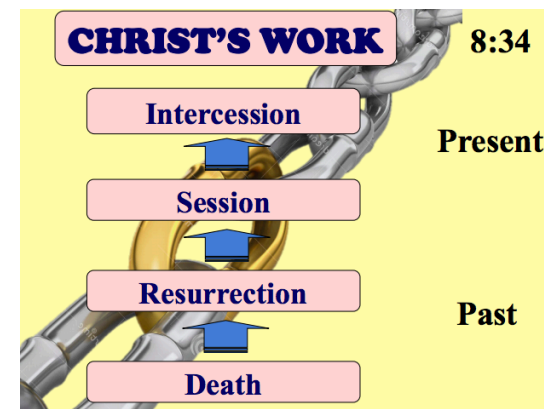 CHRIST'S WORK
8:34
Intercession
Present
Session
Resurrection
Past
Death